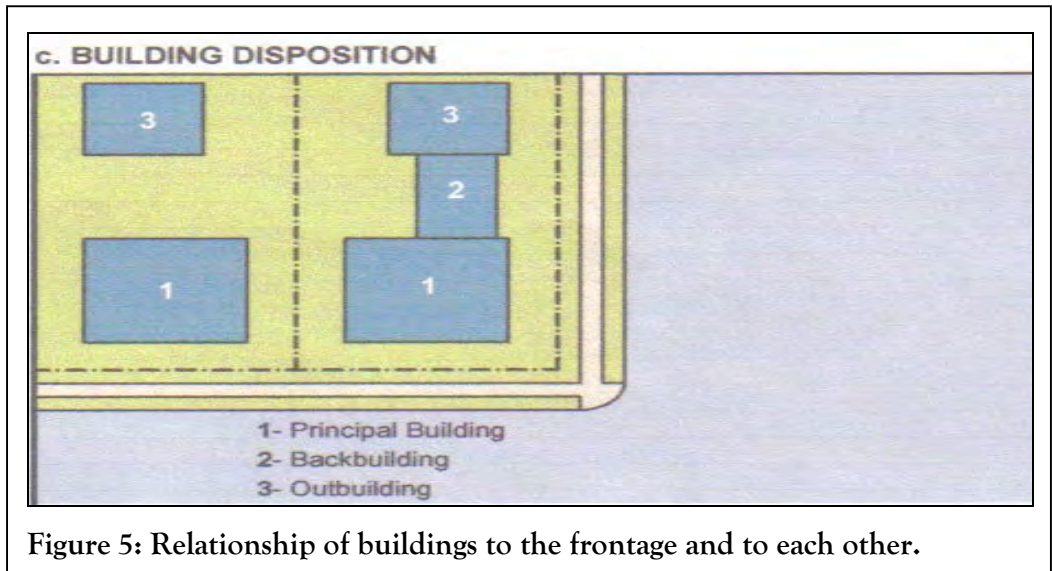 c. BUILDING DISPOSITION
3
3
2
1
1
1- Principal Building
2- Backbuilding
3- Outbuilding
Figure 5: Relationship of buildings to the frontage and to each other.